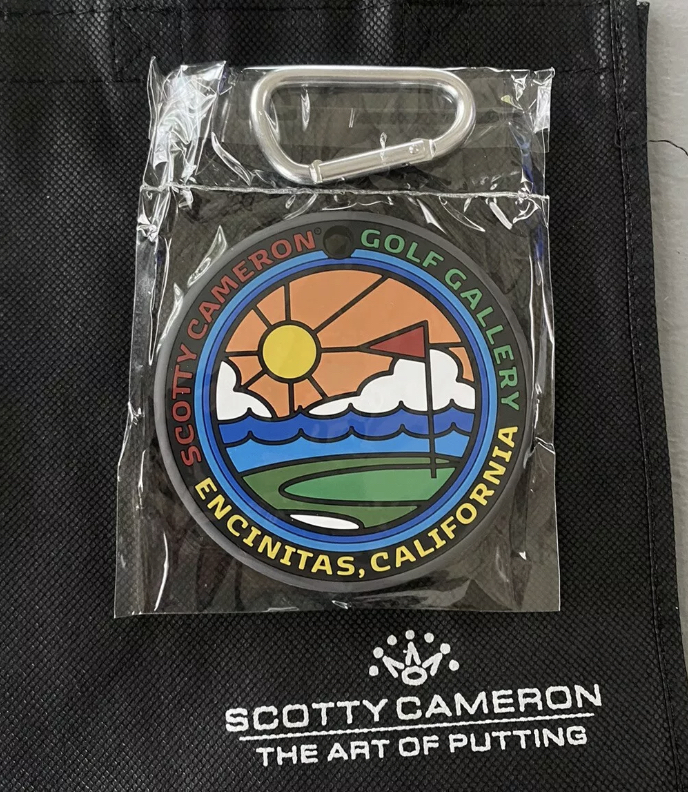 SCOTTY CAMERON® GOLF GALLERY
ENCINITAS, CALIFORNIA
SCOTTY CAMERON
THE ART OF PUTTING